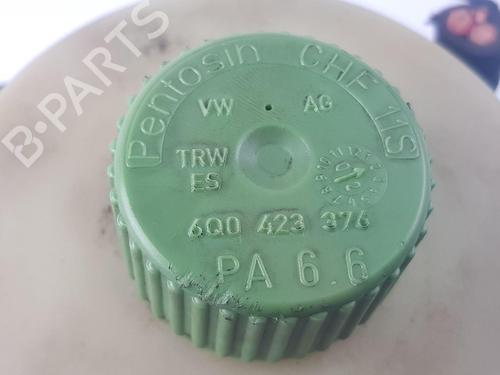 Pentosin CHF 11S
VW AG
TRW
ES
6Q0 423 376
PA 6.6
B-PARTS